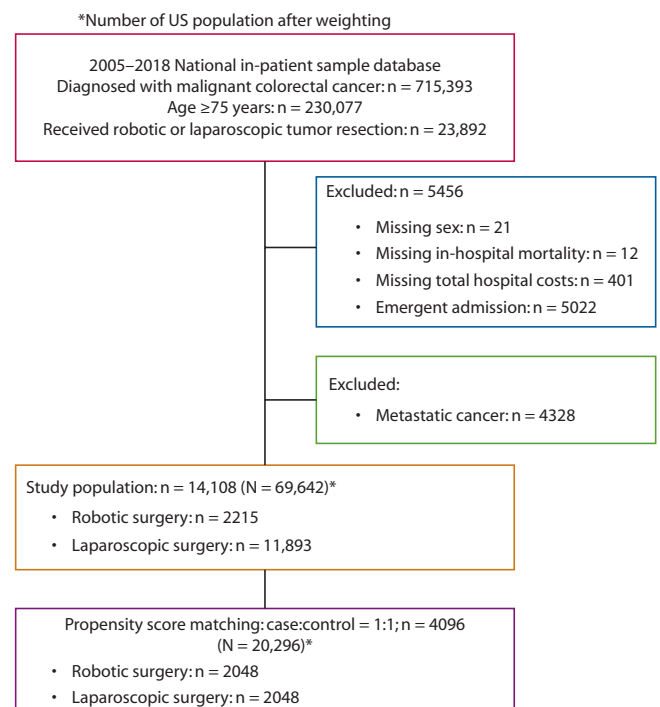 *Number of US population after weighting
2005–2018 National in-patient sample database
Diagnosed with malignant colorectal cancer: n = 715,393
Age ≥75 years: n = 230,077
Received robotic or laparoscopic tumor resection: n = 23,892
Excluded: n = 5456
• Missing sex: n = 21
• Missing in-hospital mortality: n = 12
• Missing total hospital costs: n = 401
• Emergent admission: n = 5022
Excluded:
• Metastatic cancer: n = 4328
Study population: n = 14,108 (N = 69,642)*
• Robotic surgery: n = 2215
• Laparoscopic surgery: n = 11,893
Propensity score matching: case:control = 1:1; n = 4096
(N = 20,296)*
• Robotic surgery: n = 2048
• Laparoscopic surgery: n = 2048